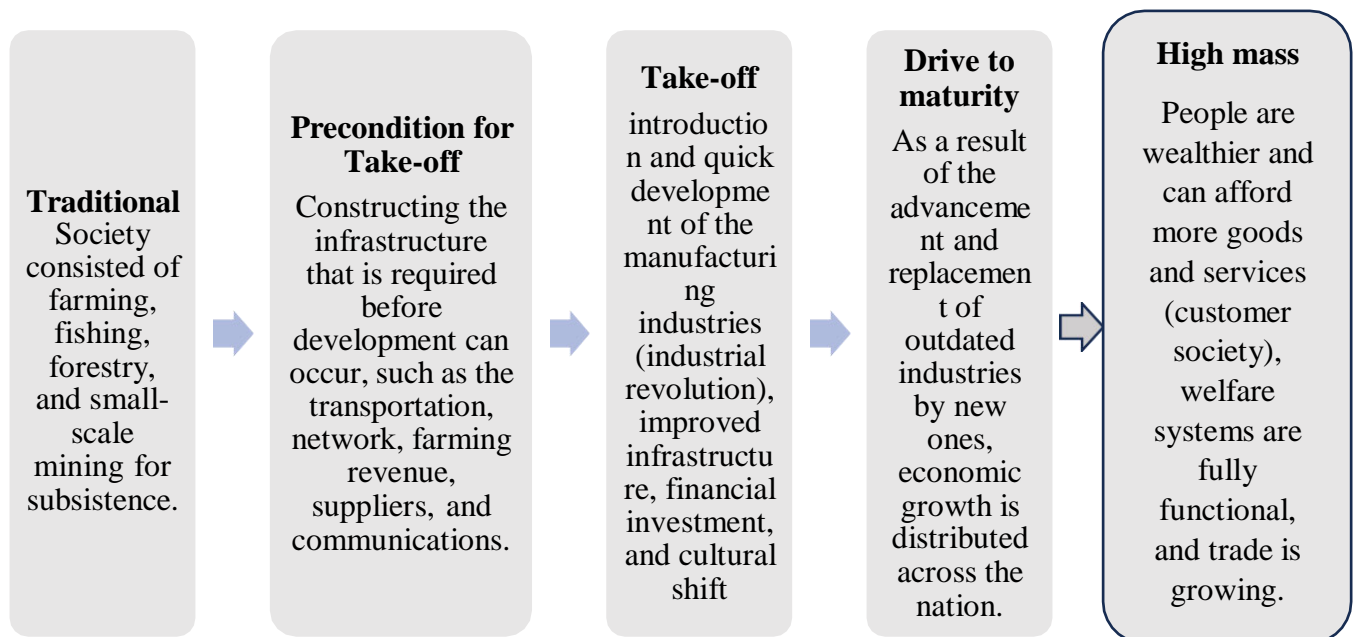 Traditional
Society
consisted of
farming,
fishing,
forestry,
and small-
scale
mining for
subsistence.
Precondition for
Take-off
Constructing the
infrastructure
that is required
before
development can
occur, such as the
transportation,
network, farming
revenue,
suppliers, and
communications.
Take-off
introductio
n and quick
developme
nt of the
manufacturi
ng
industries
(industrial
revolution),
improved
infrastructu
re, financial
investment,
and cultural
shift
Drive to
maturity
As a result
of the
advanceme
nt and
replacemen
t of
outdated
industries
by new
ones,
economic
growth is
distributed
across the
nation.
High mass
People are
wealthier and
can afford
more goods
and services
(customer
society),
welfare
systems are
fully
functional,
and trade is
growing.